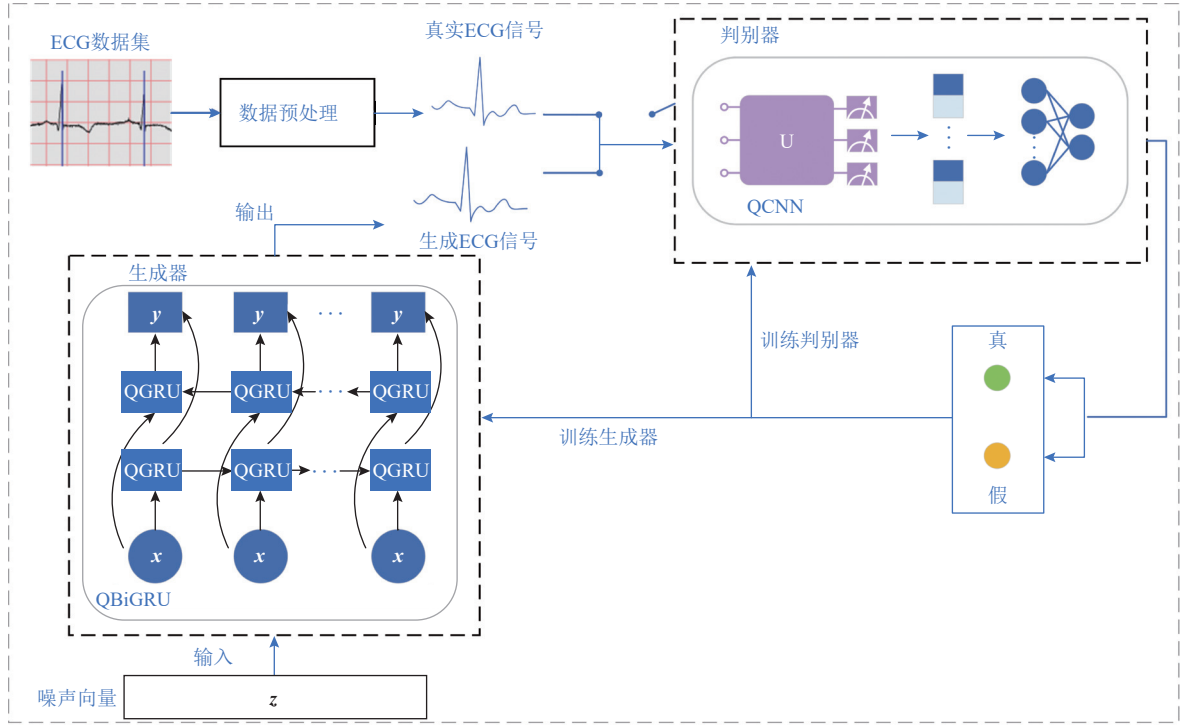 ECG数据集
真实ECG信号
判别器
数据预处理
U
QCNN
输出
生成ECG信号
生成器
y
y
···
y
QGRU
QGRU
···
QGRU
QGRU
QGRU
···
QGRU
x
x
x
QBiGRU
训练判别器
训练生成器
真
假
输入
噪声向量
z